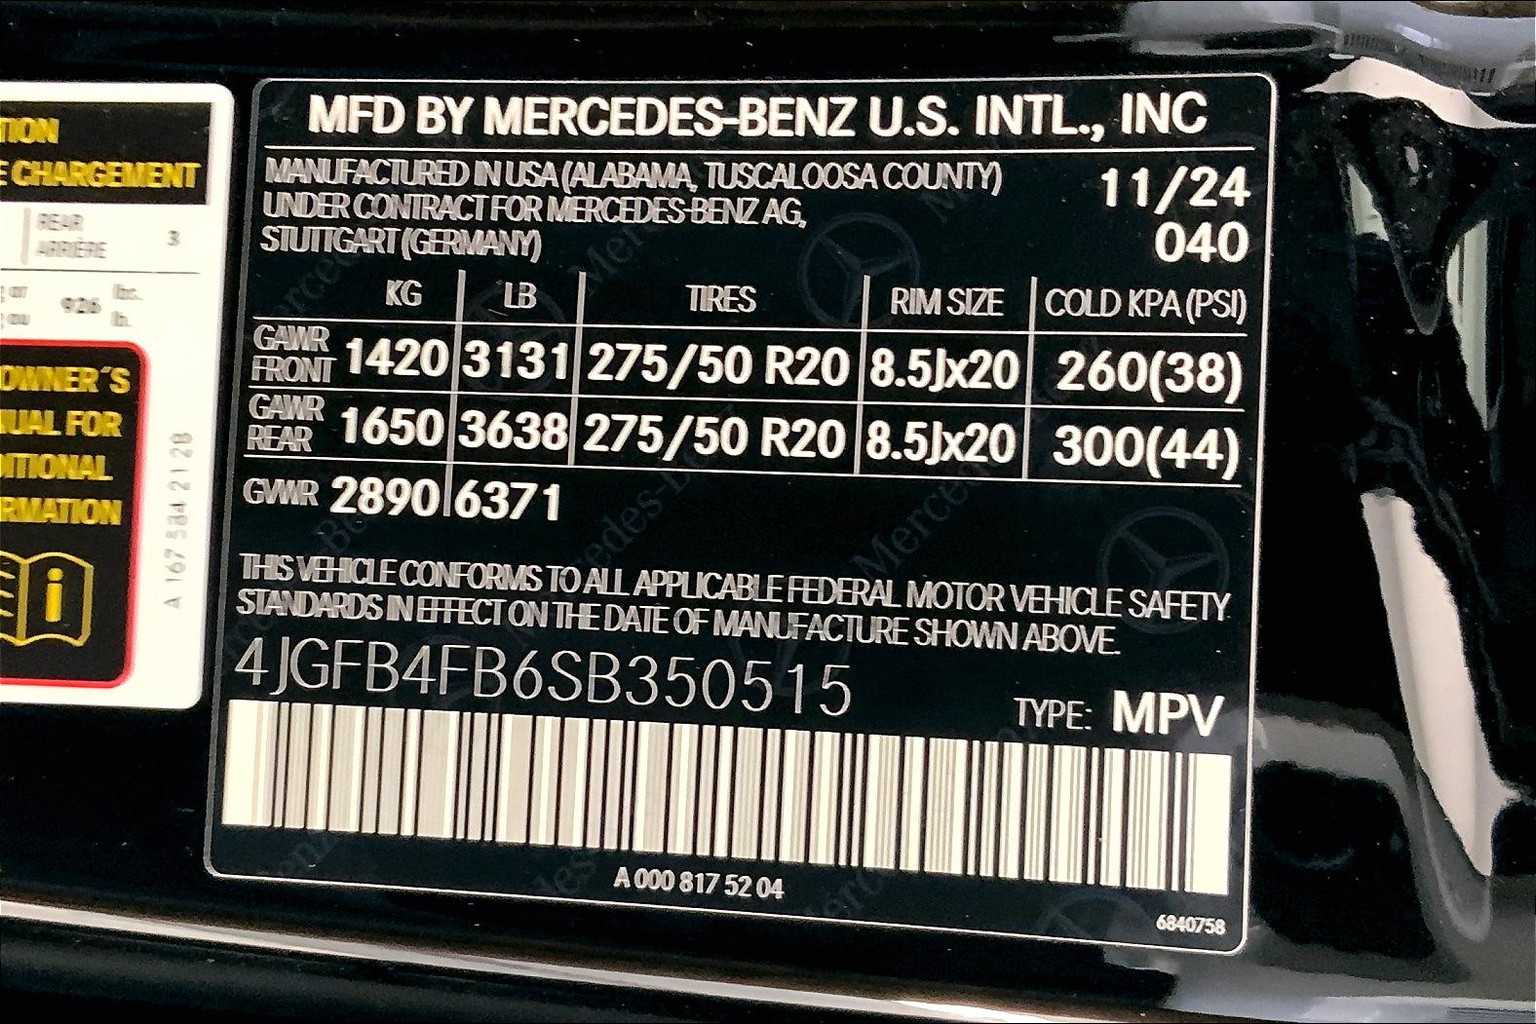 TION
E CHARGEMENT
REAR
ARRIÈRE
3
g or 926 lbs.
g ou lb.
OWNER'S
NUAL FOR
DITIONAL
RMATION
A 167 584 21 28
MFD BY MERCEDES-BENZ U.S. INTL., INC
MANUFACTURED IN USA (ALABAMA, TUSCALOOSA COUNTY) 11/24
UNDER CONTRACT FOR MERCEDES-BENZ AG,
STUTTGART (GERMANY) 040
KG LB TIRES RIM SIZE COLD KPA (PSI)
GAWR FRONT 1420 3131 275/50 R20 8.5Jx20 260(38)
GAWR REAR 1650 3638 275/50 R20 8.5Jx20 300(44)
GVWR 2890 6371
THIS VEHICLE CONFORMS TO ALL APPLICABLE FEDERAL MOTOR VEHICLE SAFETY
STANDARDS IN EFFECT ON THE DATE OF MANUFACTURE SHOWN ABOVE.
4JGFB4FB6SB350515
TYPE: MPV
A 000 817 52 04
6840758